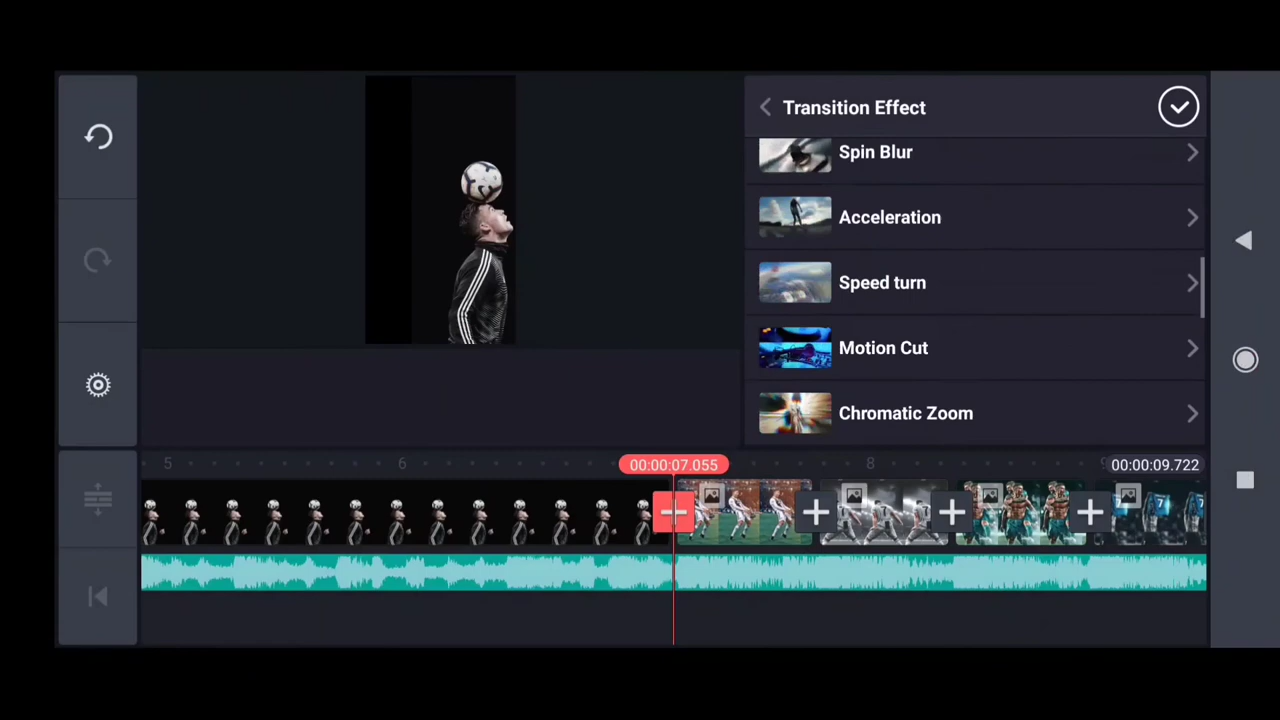 Transition Effect
Spin Blur
Acceleration
Speed turn
Motion Cut
Chromatic Zoom
5
6
00:00:07.055
8
00:00:09.722
7